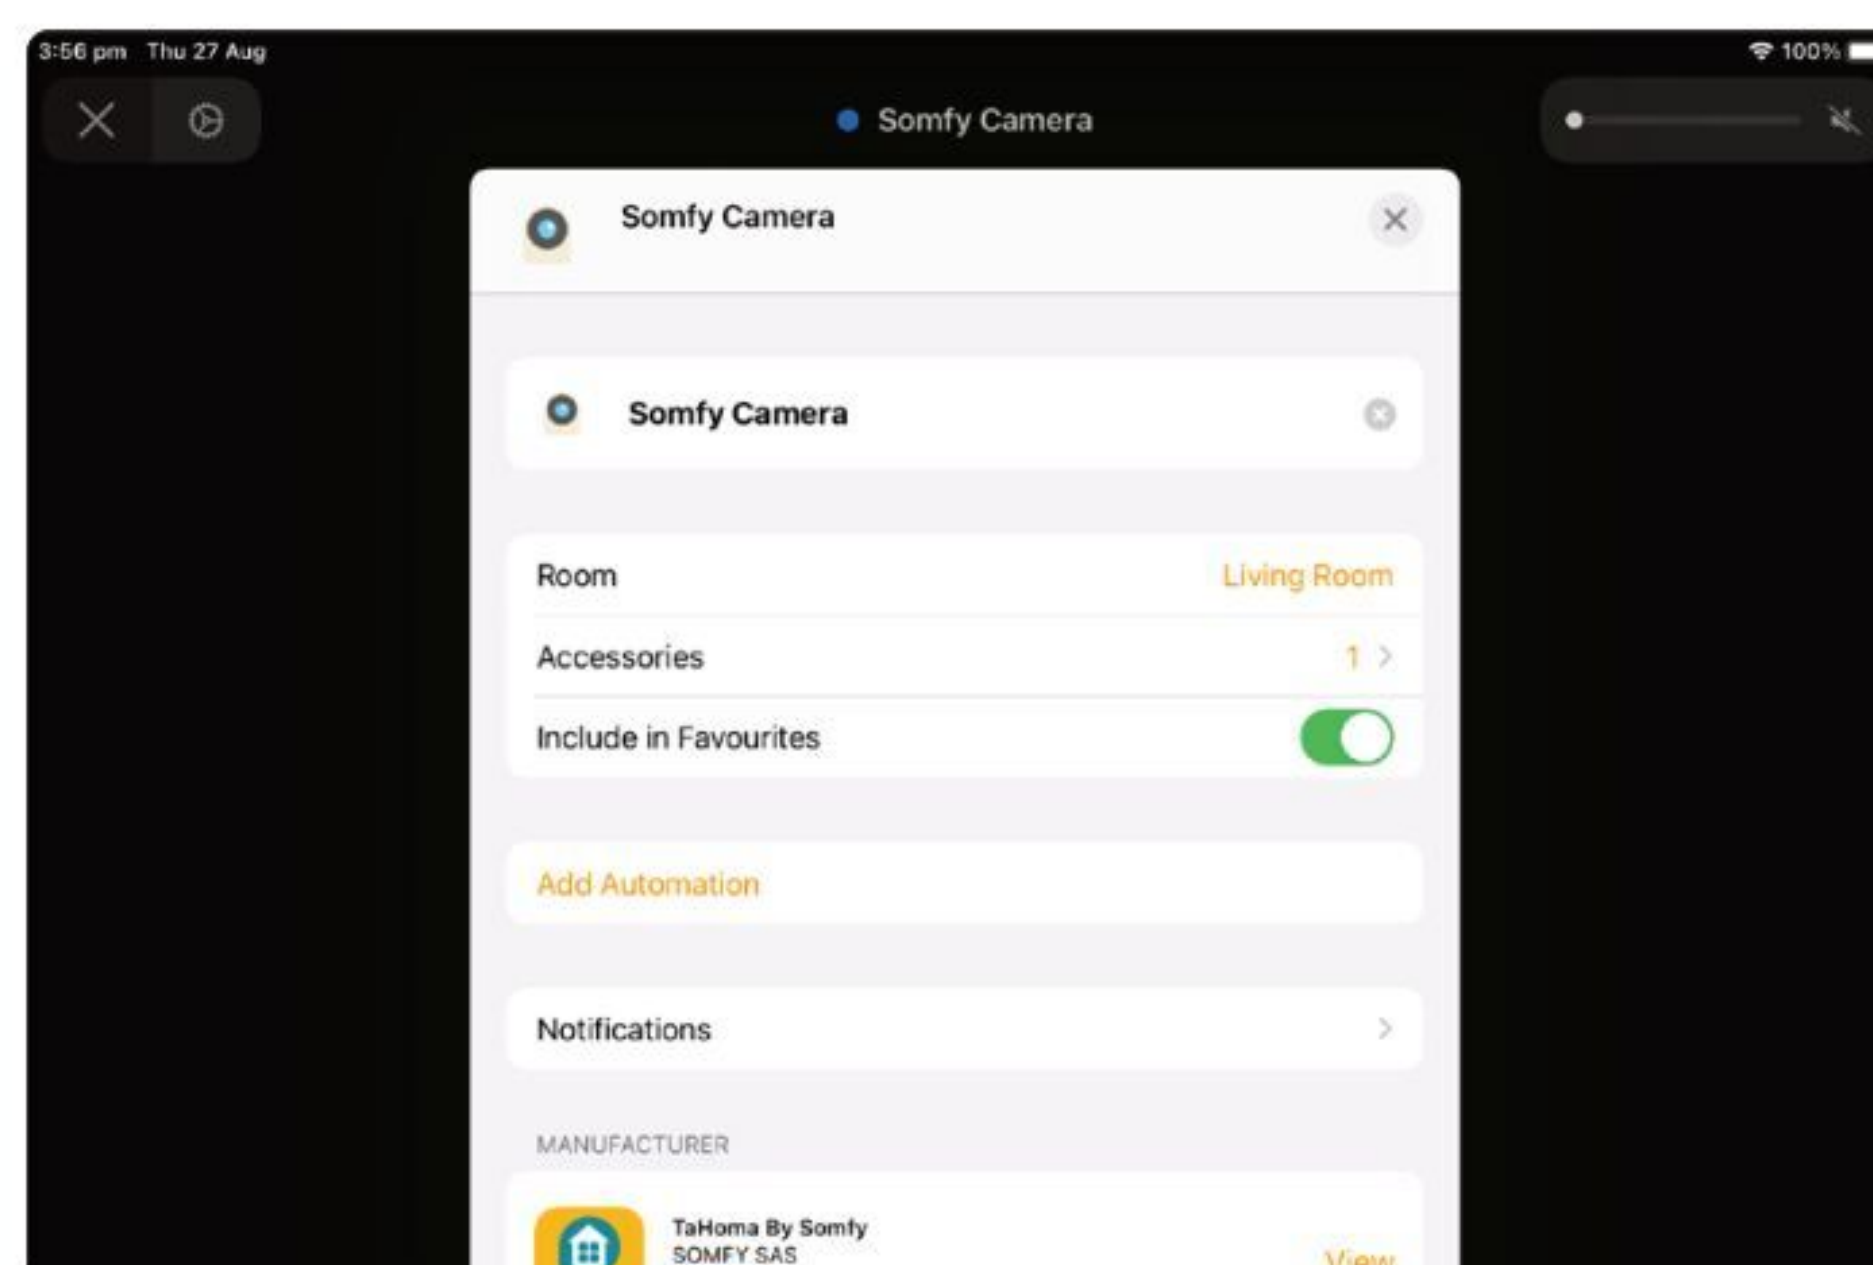 3:56 pm Thu 27 Aug
100%
Somfy Camera
Somfy Camera
Somfy Camera
Room Living Room
Accessories 1
Include in Favourites
Add Automation
Notifications
MANUFACTURER
TaHoma By Somfy
SOMFY SAS
View